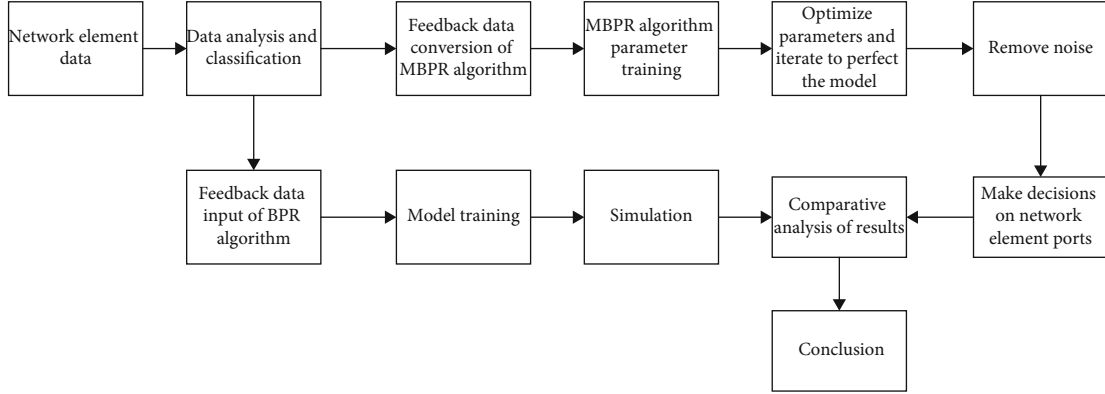 Network element
data
Data analysis and
classification
Feedback data
conversion of
MBPR algorithm
MBPR algorithm
parameter
training
Optimize
parameters and
iterate to perfect
the model
Remove noise
Feedback data
input of BPR
algorithm
Model training
Simulation
Comparative
analysis of results
Make decisions
on network
element ports
Conclusion